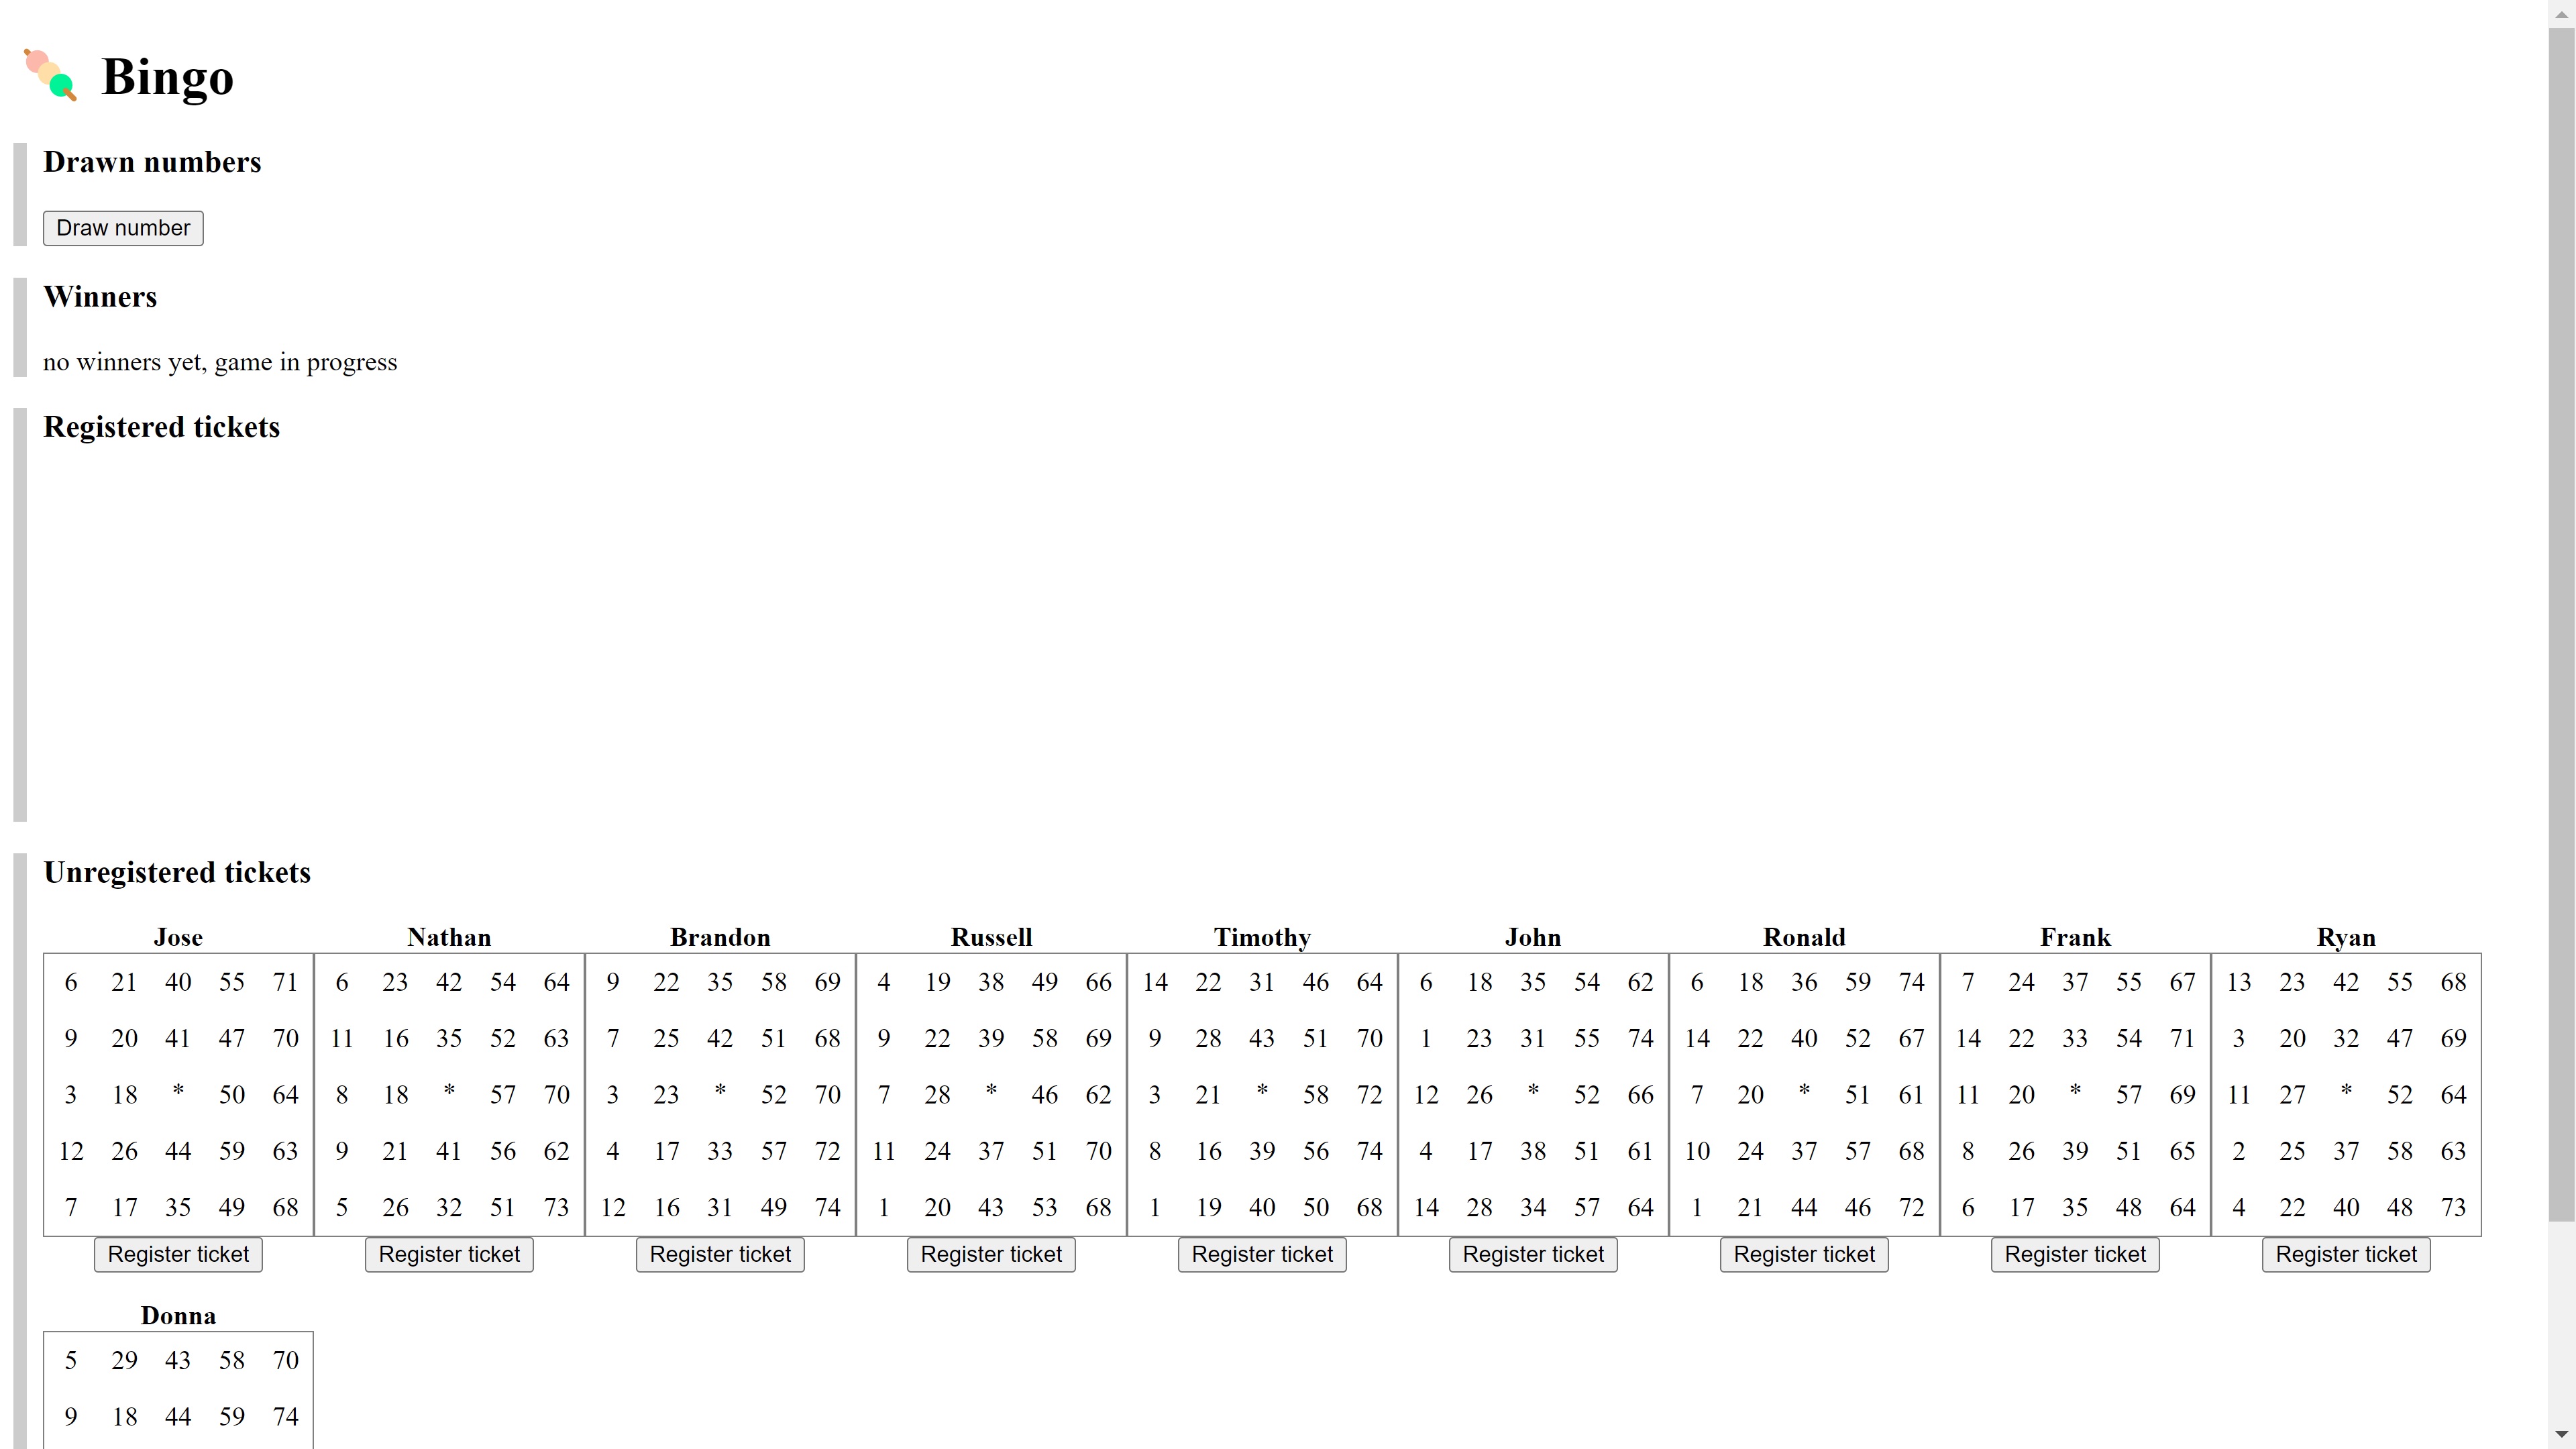 Bingo
Drawn numbers
Draw number
Winners
no winners yet, game in progress
Registered tickets
Unregistered tickets
Jose Nathan Brandon Russell Timothy John Ronald Frank Ryan
6 21 40 55 71 6 23 42 54 64 9 22 35 58 69 4 19 38 49 66 14 22 31 46 64 6 18 35 54 62 6 18 36 59 74 7 24 37 55 67 13 23 42 55 68
9 20 41 47 70 11 16 35 52 63 7 25 42 51 68 9 22 39 58 69 9 28 43 51 70 1 23 31 55 74 14 22 40 52 67 14 22 33 54 71 3 20 32 47 69
3 18 * 50 64 8 18 * 57 70 3 23 * 52 70 7 28 * 46 62 3 21 * 58 72 12 26 * 52 66 7 20 * 51 61 11 20 * 57 69 11 27 * 52 64
12 26 44 59 63 9 21 41 56 62 4 17 33 57 72 11 24 37 51 70 8 16 39 56 74 4 17 38 51 61 10 24 37 57 68 8 26 39 51 65 2 25 37 58 63
7 17 35 49 68 5 26 32 51 73 12 16 31 49 74 1 20 43 53 68 1 19 40 50 68 14 28 34 57 64 1 21 44 46 72 6 17 35 48 64 4 22 40 48 73
Register ticket Register ticket Register ticket Register ticket Register ticket Register ticket Register ticket Register ticket Register ticket
Donna
5 29 43 58 70
9 18 44 59 74